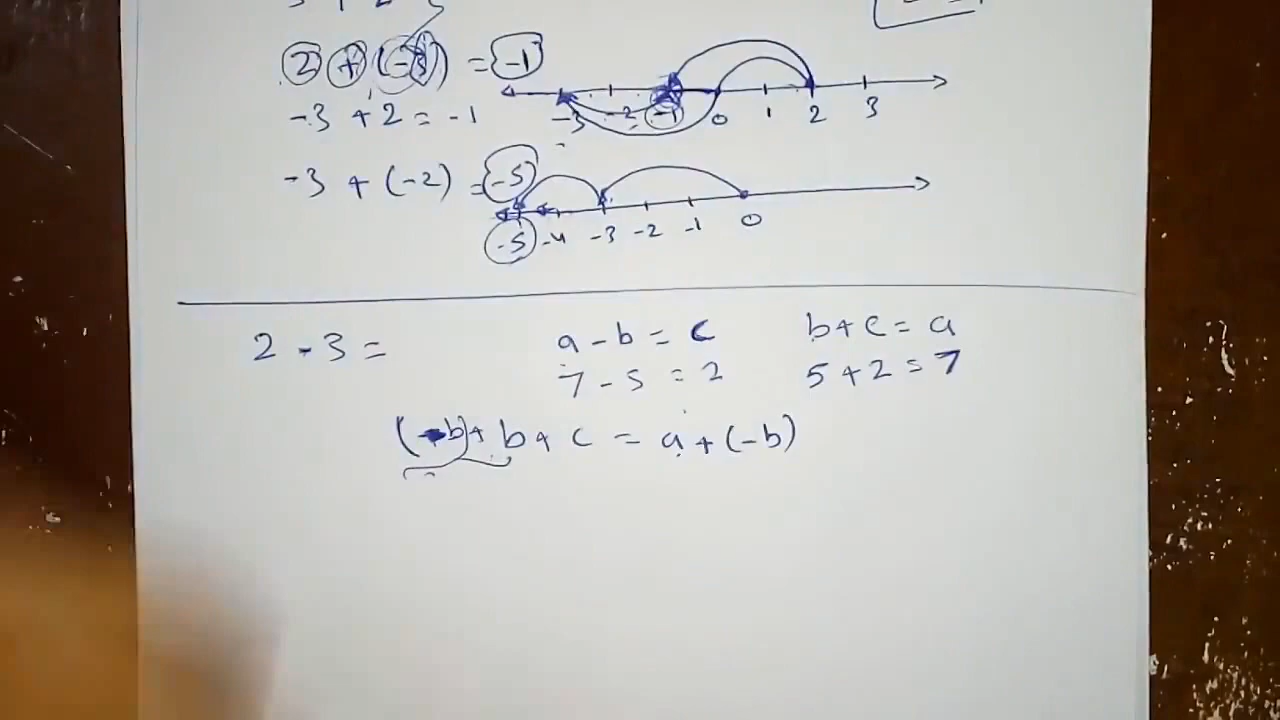 2 + (-3) = -1
-3 + 2 = -1
-3 -2 -1 0 1 2 3
-3 + (-2) = -5
-5 -4 -3 -2 -1 0
2 - 3 =
a - b = c
b + c = a
7 - 5 = 2
5 + 2 = 7
(-b) + b + c = a + (-b)